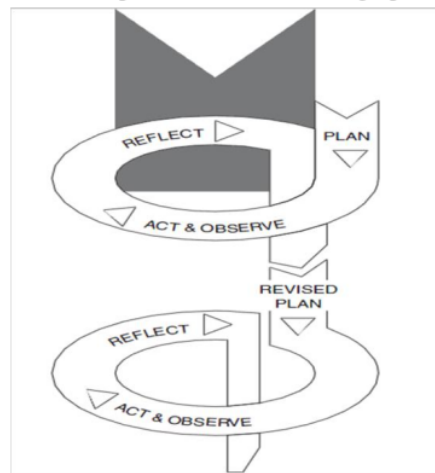 REFLECT
PLAN
ACT & OBSERVE
REVISED
PLAN
REFLECT
ACT & OBSERVE